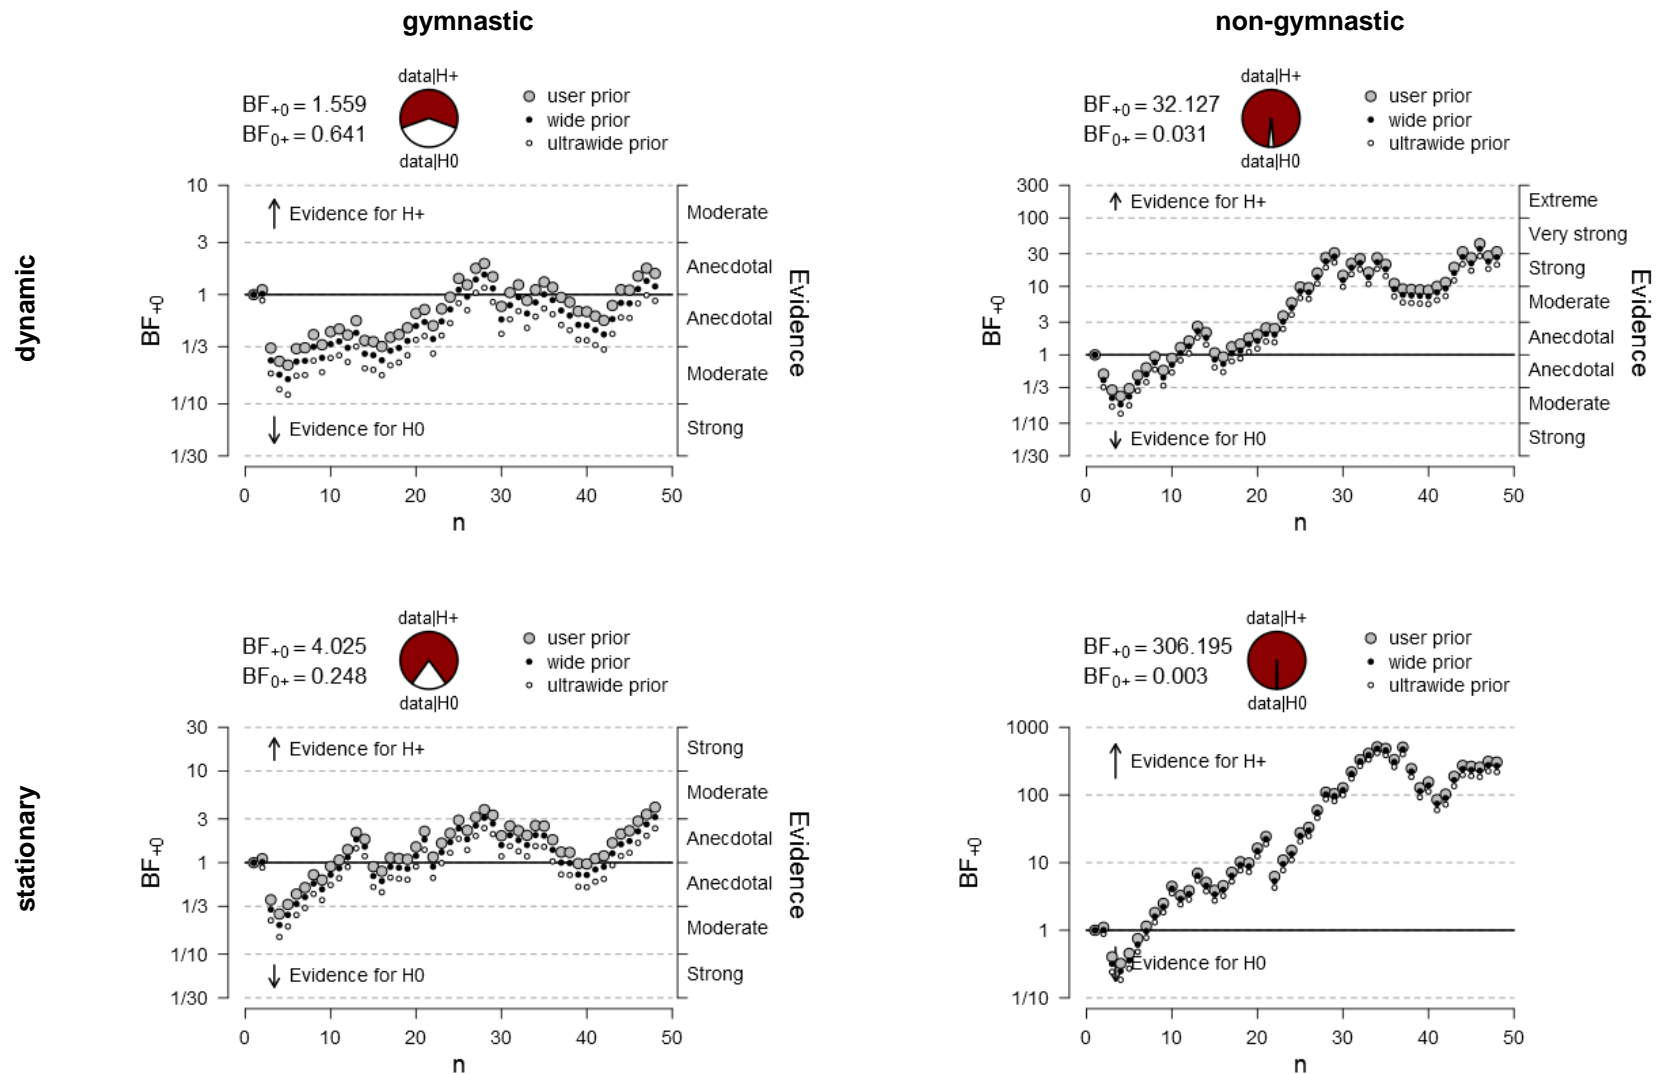 gymnastic
non-gymnastic
dynamic
data|H+
BF+0 = 1.559
BF0+ = 0.641
data|H0
user prior
wide prior
ultrawide prior
10
3
1
1/3
1/10
1/30
BF+0
Evidence for H+
Evidence for H0
Moderate
Anecdotal
Anecdotal
Moderate
Strong
Evidence
0 10 20 30 40 50
n
data|H+
BF+0 = 32.127
BF0+ = 0.031
data|H0
user prior
wide prior
ultrawide prior
300
100
30
10
3
1
1/3
1/10
1/30
BF+0
Evidence for H+
Evidence for H0
Extreme
Very strong
Strong
Moderate
Anecdotal
Anecdotal
Moderate
Strong
Evidence
0 10 20 30 40 50
n
stationary
data|H+
BF+0 = 4.025
BF0+ = 0.248
data|H0
user prior
wide prior
ultrawide prior
30
10
3
1
1/3
1/10
1/30
BF+0
Evidence for H+
Evidence for H0
Strong
Moderate
Anecdotal
Anecdotal
Moderate
Strong
Evidence
0 10 20 30 40 50
n
data|H+
BF+0 = 306.195
BF0+ = 0.003
data|H0
user prior
wide prior
ultrawide prior
1000
100
10
1
1/10
BF+0
Evidence for H+
Evidence for H0
0 10 20 30 40 50
n